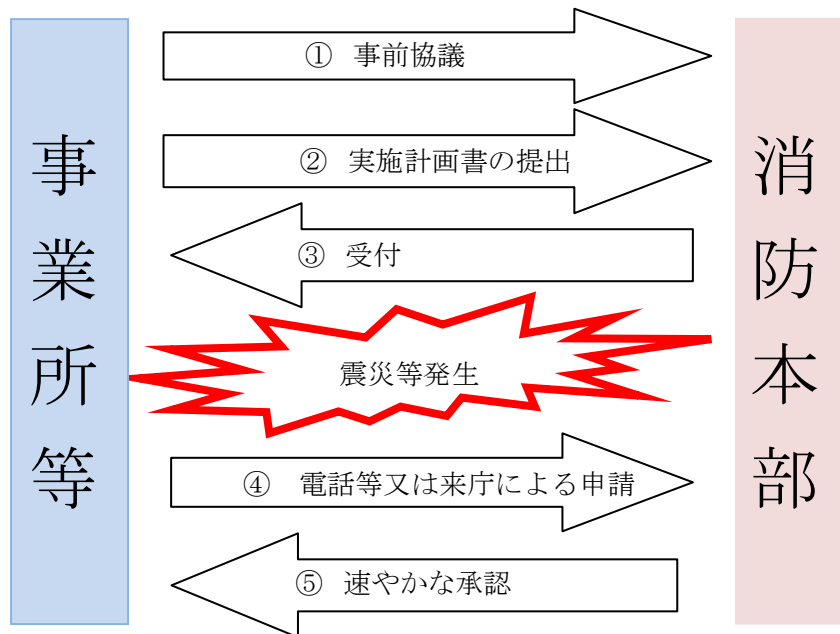 事業所等
① 事前協議
② 実施計画書の提出
③ 受付
震災等発生
④ 電話等又は来庁による申請
⑤ 速やかな承認
消防本部